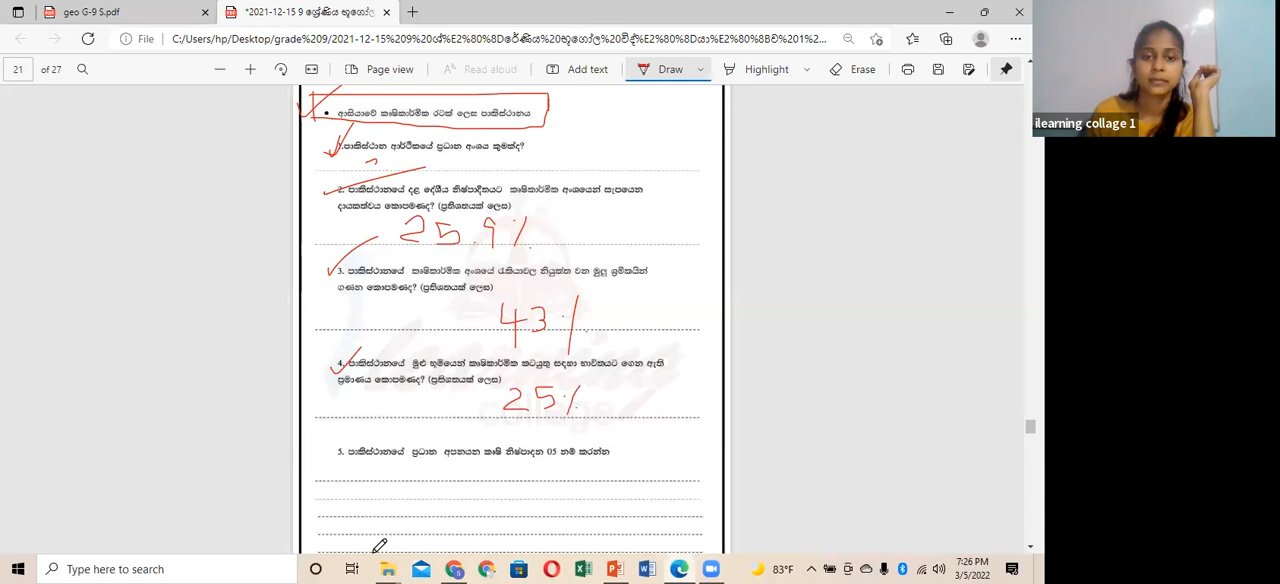 geo G-9 S.pdf
*2021-12-15 9 ශ්‍රේණිය භූගෝල
File
C:/Users/hp/Desktop/grade%209/2021-12-15%209%20ශ්%E2%80%8Dරේණිය%20භූගෝල%20විද්%E2%80%8Dයා%E2%80%8Bව%201%2...
21 of 27
Page view
Read aloud
Add text
Draw
Highlight
Erase
ilearning collage 1
• ආසියාවේ කෘෂිකාර්මික රටක් ලෙස පාකිස්ථානය
1.පාකිස්ථාන ආර්ථිකයේ ප්‍රධාන අංශය කුමක්ද?
2. පාකිස්ථානයේ දළ දේශීය නිෂ්පාදිතයට කෘෂිකාර්මික අංශයෙන් සැපයෙන
දායකත්වය කොපමණද? (ප්‍රතිශතයක් ලෙස)
25.9%
3. පාකිස්ථානයේ කෘෂිකාර්මික අංශයේ රැකියාවල නියුක්ත වන මුලු ශ්‍රමිකයින්
ගණන කොපමණද? (ප්‍රතිශතයක් ලෙස)
43%
4. පාකිස්ථානයේ මුළු භූමියෙන් කෘෂිකාර්මික කටයුතු සඳහා භාවිතයට ගෙන ඇති
ප්‍රමාණය කොපමණද? (ප්‍රතිශතයක් ලෙස)
25%
learning
college
5. පාකිස්ථානයේ ප්‍රධාන අපනයන කෘෂි නිෂ්පාදන 05 නම් කරන්න
Type here to search
83°F
7:26 PM
3/5/2022